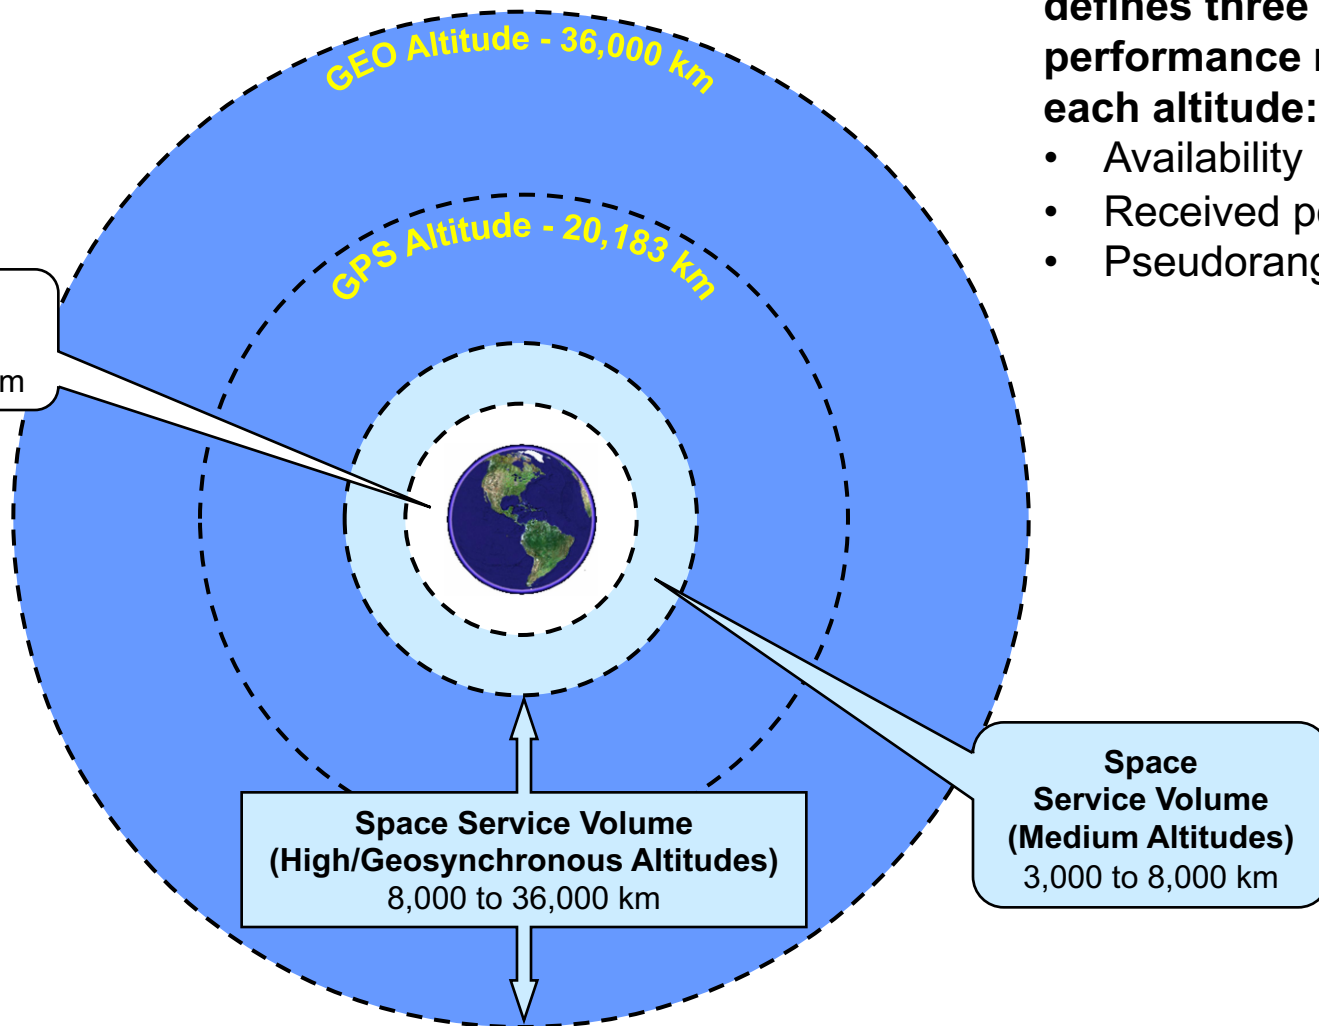 GEO Altitude - 36,000 km
GPS Altitude - 20,183 km
defines three
performance
each altitude:
• Availability
• Received
•
m
Space Service Volume
(High/Geosynchronous Altitudes)
8,000 to 36,000 km
Space
Service Volume
(Medium Altitudes)
3,000 to 8,000 km